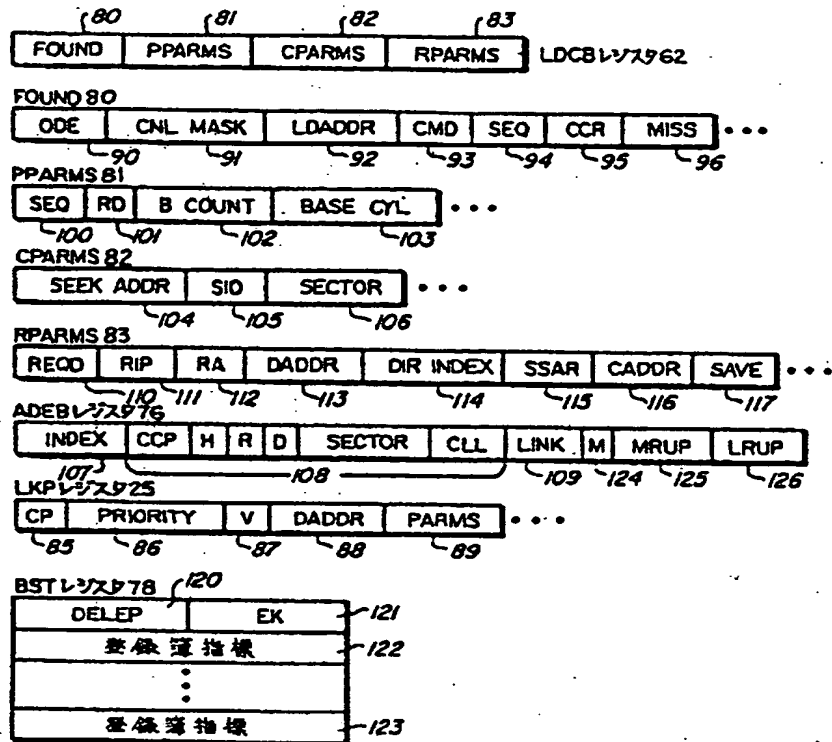 80 81 82 83
FOUND PPARMS CPARMS RPARMS LDCBレジスタ62
FOUND 80
ODE CNL MASK LDADDR CMD SEQ CCR MISS
90 91 92 93 94 95 96
PPARMS 81
SEQ RD B COUNT BASE CYL
100 101 102 103
CPARMS 82
SEEK ADDR SIO SECTOR
104 105 106
RPARMS 83
REQD RIP RA DADDR DIR INDEX SSAR CADDR SAVE
110 111 112 113 114 115 116 117
ADEBレジスタ76
INDEX CCP H R D SECTOR CLL LINK M MRUP LRUP
107 108 109 124 125 126
LKPレジスタ25
CP PRIORITY V DADDR PARMS
85 86 87 88 89
BSTレジスタ78 120
DELEP EK 121
登録簿指標 122
登録簿指標 123